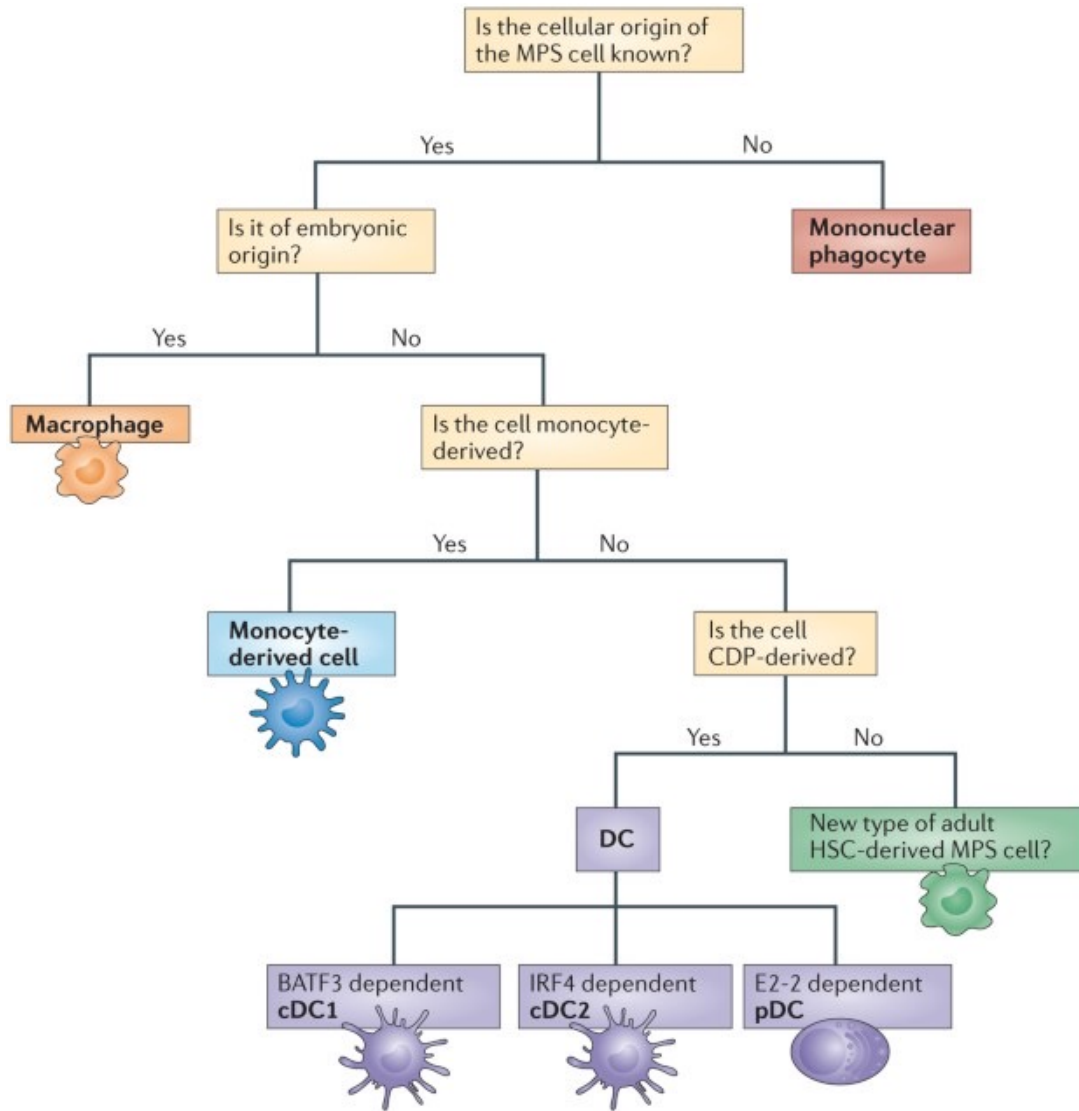 Is the cellular origin of
the MPS cell known?
Yes
No
Is it of embryonic
origin?
Mononuclear
phagocyte
Yes
No
Macrophage
Is the cell monocyte-
derived?
Yes
No
Monocyte-
derived cell
Is the cell
CDP-derived?
Yes
No
DC
New type of adult
HSC-derived MPS cell?
BATF3 dependent
cDC1
IRF4 dependent
cDC2
E2-2 dependent
pDC